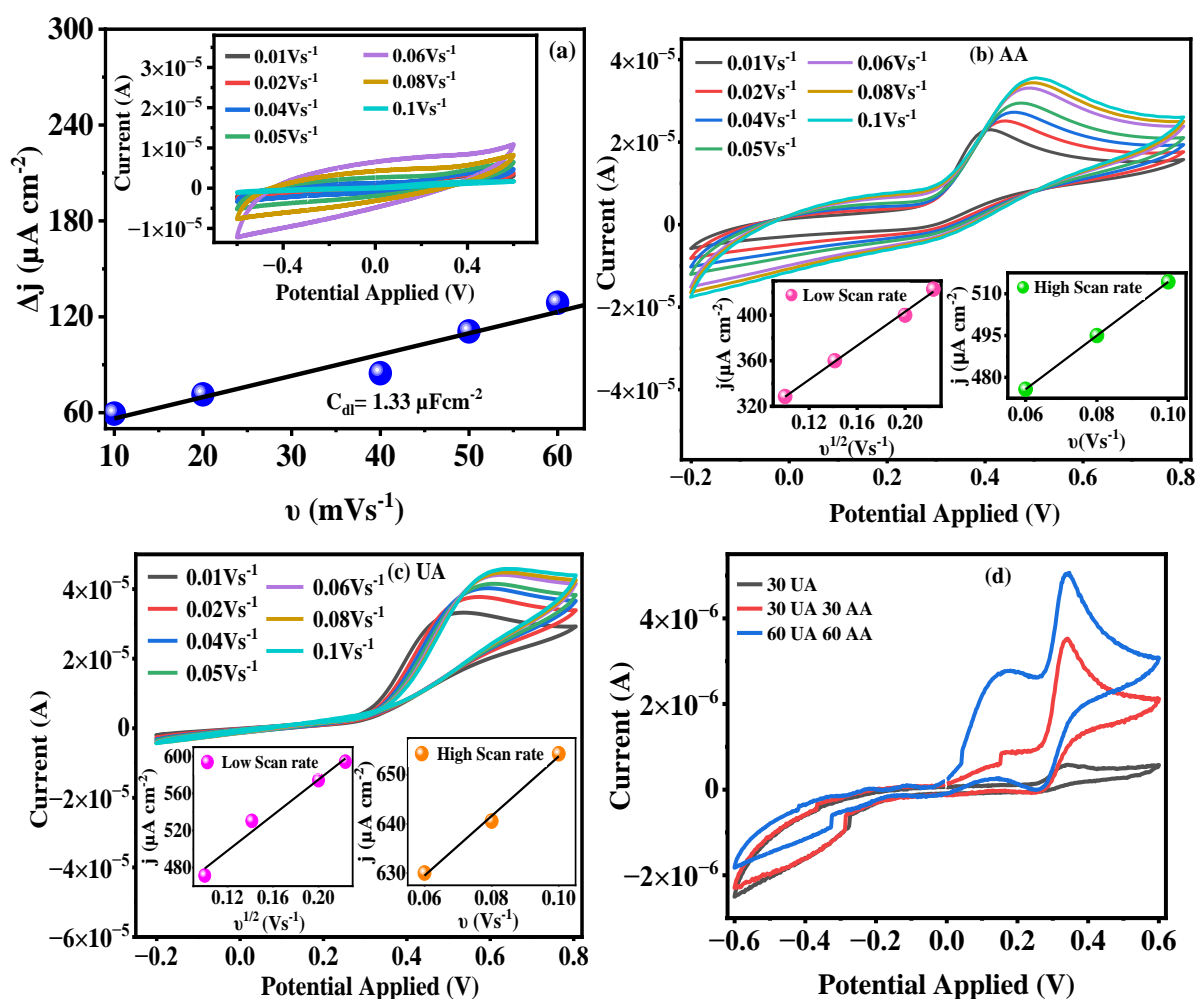 (a)
Δj (µA cm⁻²)
300
240
180
120
60
10 20 30 40 50 60
υ (mVs⁻¹)
C_dl= 1.33 µFcm⁻²
0.01Vs⁻¹ 0.06Vs⁻¹
0.02Vs⁻¹ 0.08Vs⁻¹
0.04Vs⁻¹ 0.1Vs⁻¹
0.05Vs⁻¹
Current (A)
3×10⁻⁵
2×10⁻⁵
1×10⁻⁵
0
−1×10⁻⁵
−0.4 0.0 0.4
Potential Applied (V)
(b) AA
0.01Vs⁻¹ 0.06Vs⁻¹
0.02Vs⁻¹ 0.08Vs⁻¹
0.04Vs⁻¹ 0.1Vs⁻¹
0.05Vs⁻¹
Current (A)
4×10⁻⁵
2×10⁻⁵
0
−2×10⁻⁵
−4×10⁻⁵
−0.2 0.0 0.2 0.4 0.6 0.8
Potential Applied (V)
Low Scan rate
j(µA cm⁻²)
400
360
320
0.12 0.16 0.20
υ^1/2(Vs⁻¹)
High Scan rate
j (µA cm⁻²)
510
495
480
0.06 0.08 0.10
υ(Vs⁻¹)
(c) UA
0.01Vs⁻¹ 0.06Vs⁻¹
0.02Vs⁻¹ 0.08Vs⁻¹
0.04Vs⁻¹ 0.1Vs⁻¹
0.05Vs⁻¹
Current (A)
4×10⁻⁵
2×10⁻⁵
0
−2×10⁻⁵
−4×10⁻⁵
−6×10⁻⁵
−0.2 0.0 0.2 0.4 0.6 0.8
Potential Applied (V)
Low Scan rate
j (µA cm⁻²)
600
560
520
480
0.12 0.16 0.20
υ^1/2 (Vs⁻¹)
High Scan rate
j (µA cm⁻²)
650
640
630
0.06 0.08 0.10
υ (Vs⁻¹)
(d)
30 UA
30 UA 30 AA
60 UA 60 AA
Current (A)
4×10⁻⁶
2×10⁻⁶
0
−2×10⁻⁶
−0.6 −0.4 −0.2 0.0 0.2 0.4 0.6
Potential Applied (V)